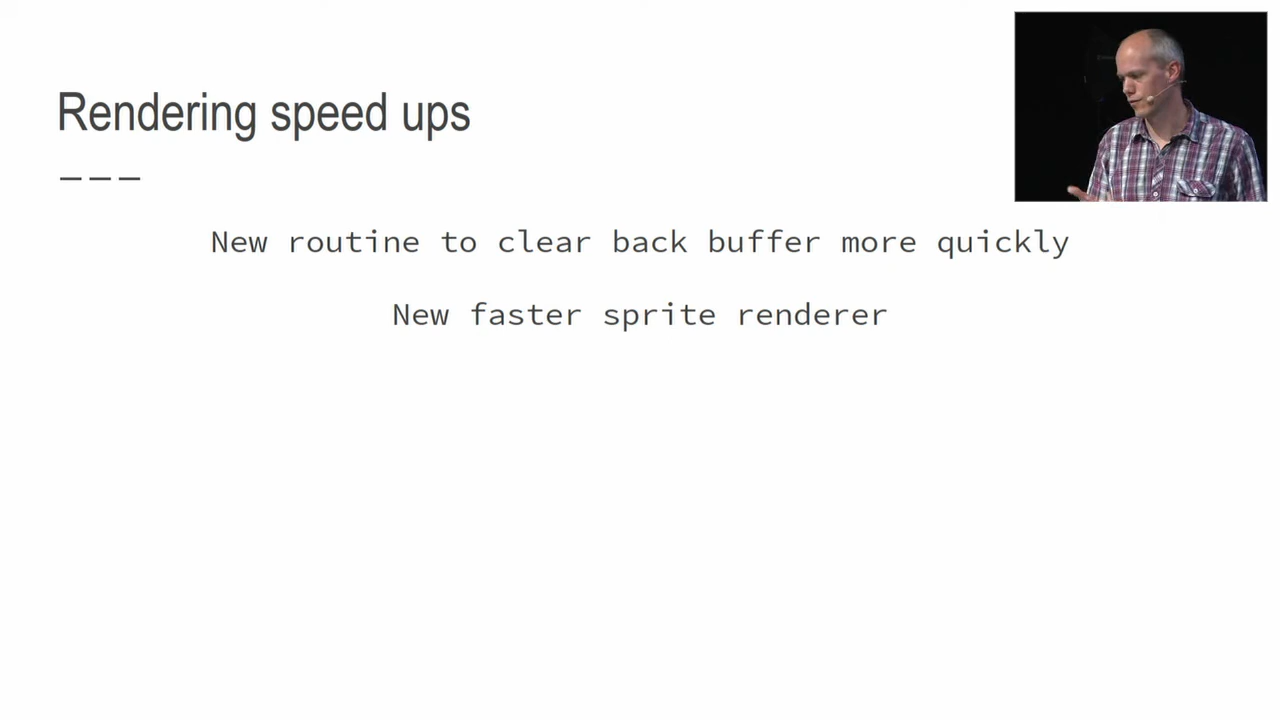 Rendering speed ups
New routine to clear back buffer more quickly
New faster sprite renderer